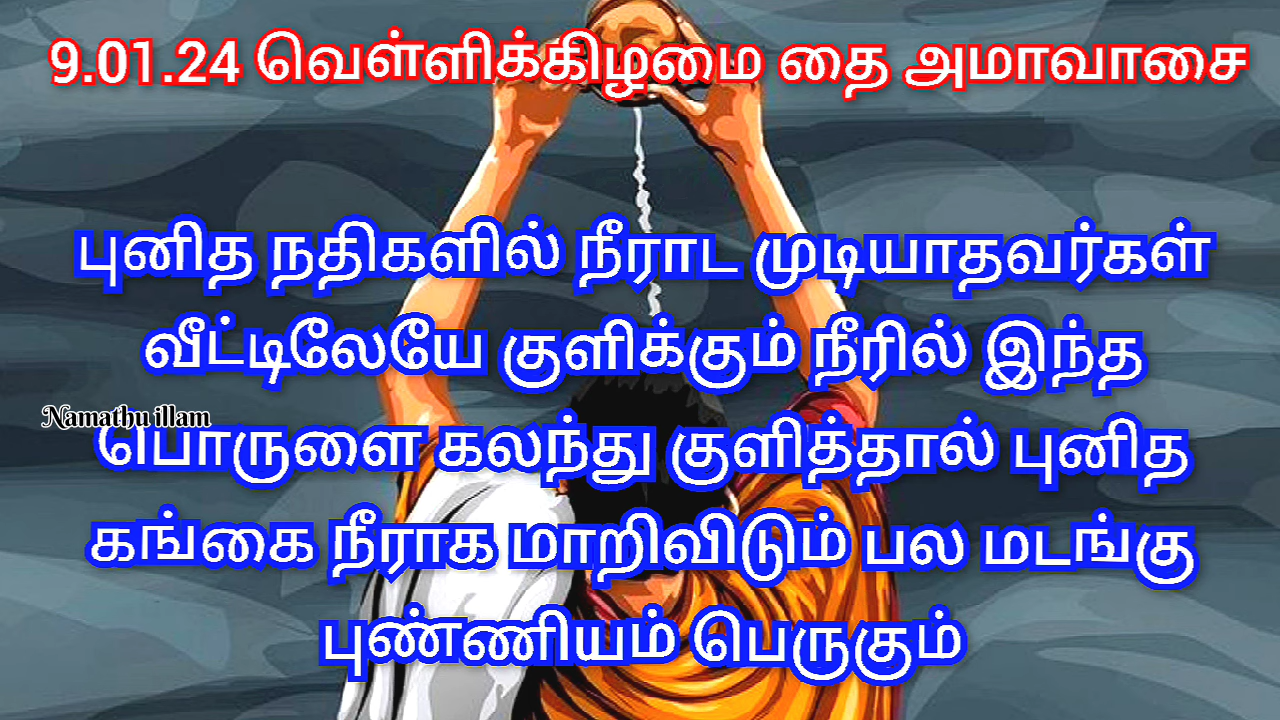 9.01.24 வெள்ளிக்கிழமை தை அமாவாசை
புனித நதிகளில் நீராட முடியாதவர்கள்
வீட்டிலேயே குளிக்கும் நீரில் இந்த
Namathu illam
பொருளை கலந்து குளித்தால் புனித
கங்கை நீராக மாறிவிடும் பல மடங்கு
புண்ணியம் பெருகும்